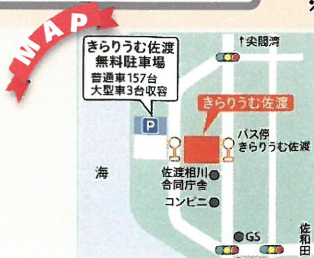 MAP
きらりうむ佐渡
無料駐車場
普通車157台
大型車3台収容
P
↑尖閣湾
きらりうむ佐渡
バス停
きらりうむ佐渡
海
佐渡相川
合同庁舎
コンビニ
GS
佐和田